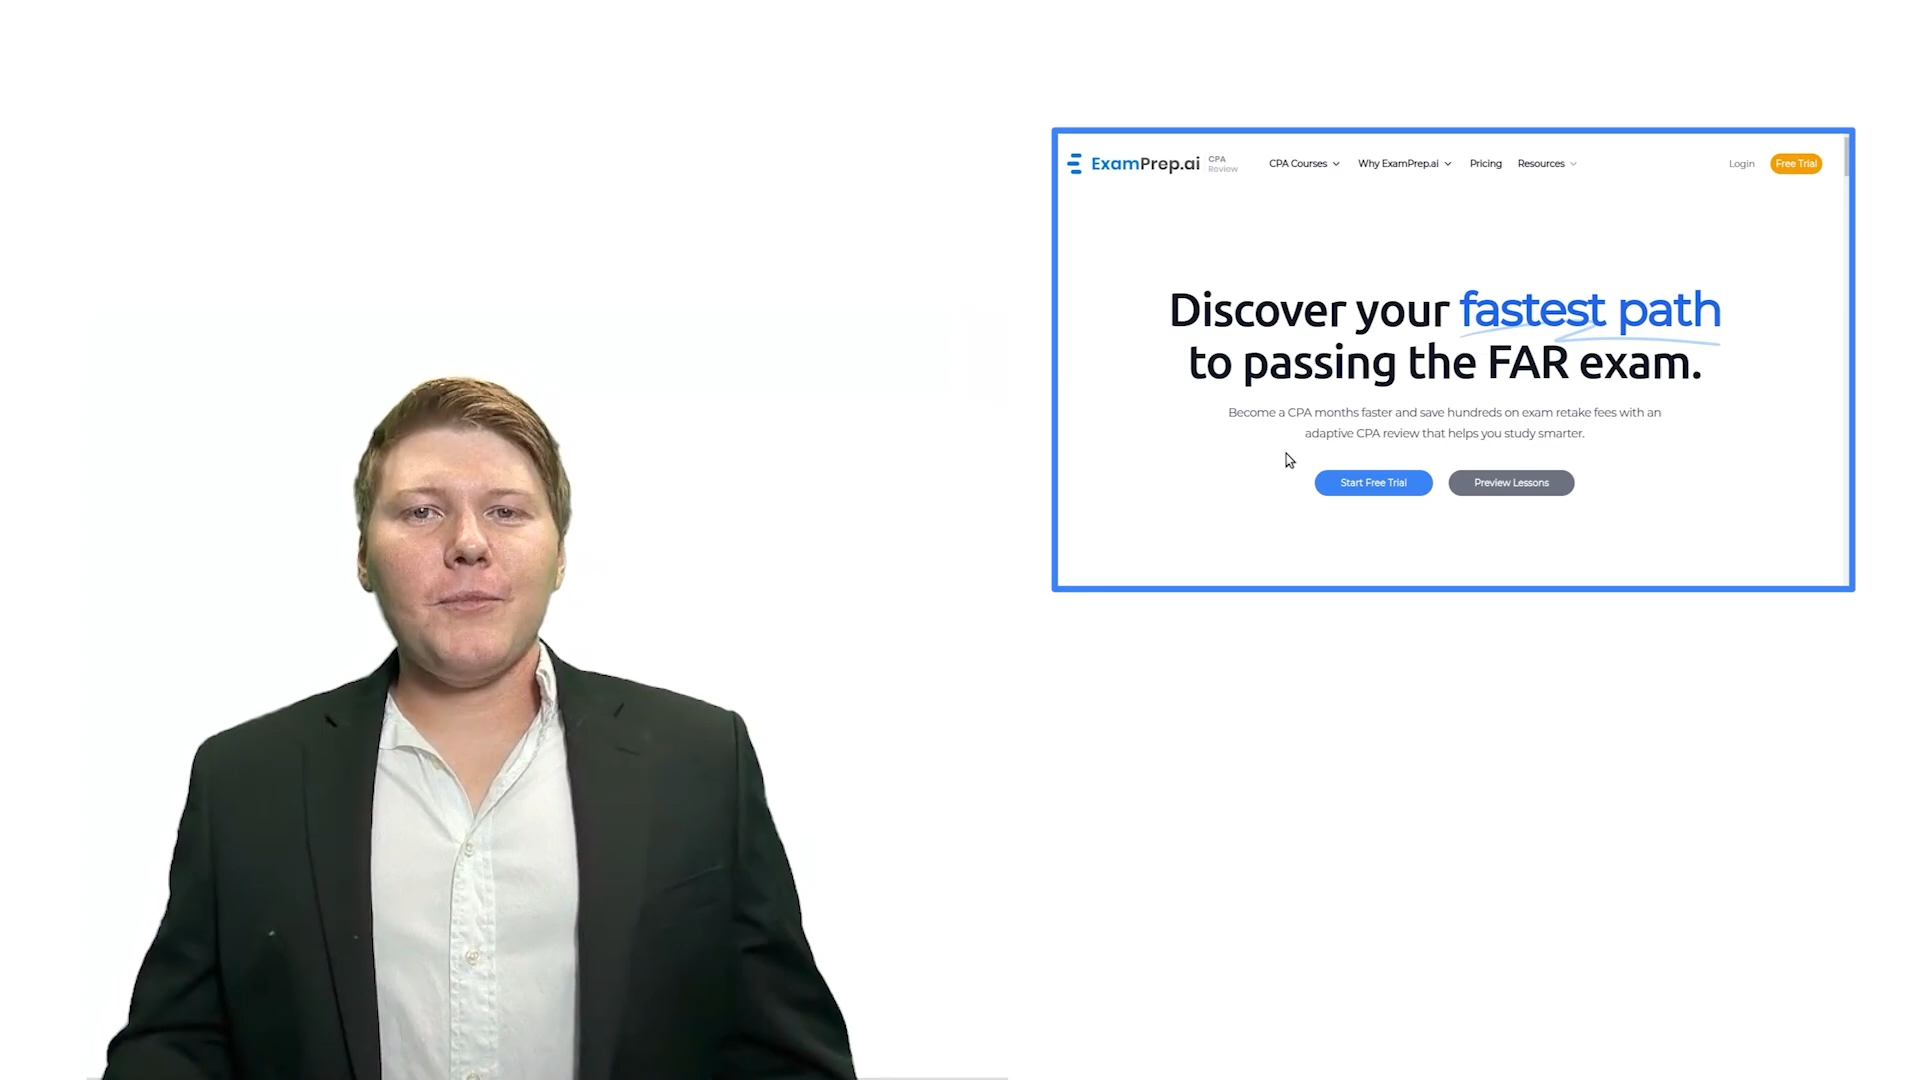 ExamPrep.ai
CPA
Review
CPA Courses
Why ExamPrep.ai
Pricing
Resources
Login
Free Trial
Discover your fastest path
to passing the FAR exam.
Become a CPA months faster and save hundreds on exam retake fees with an
adaptive CPA review that helps you study smarter.
Start Free Trial
Preview Lessons